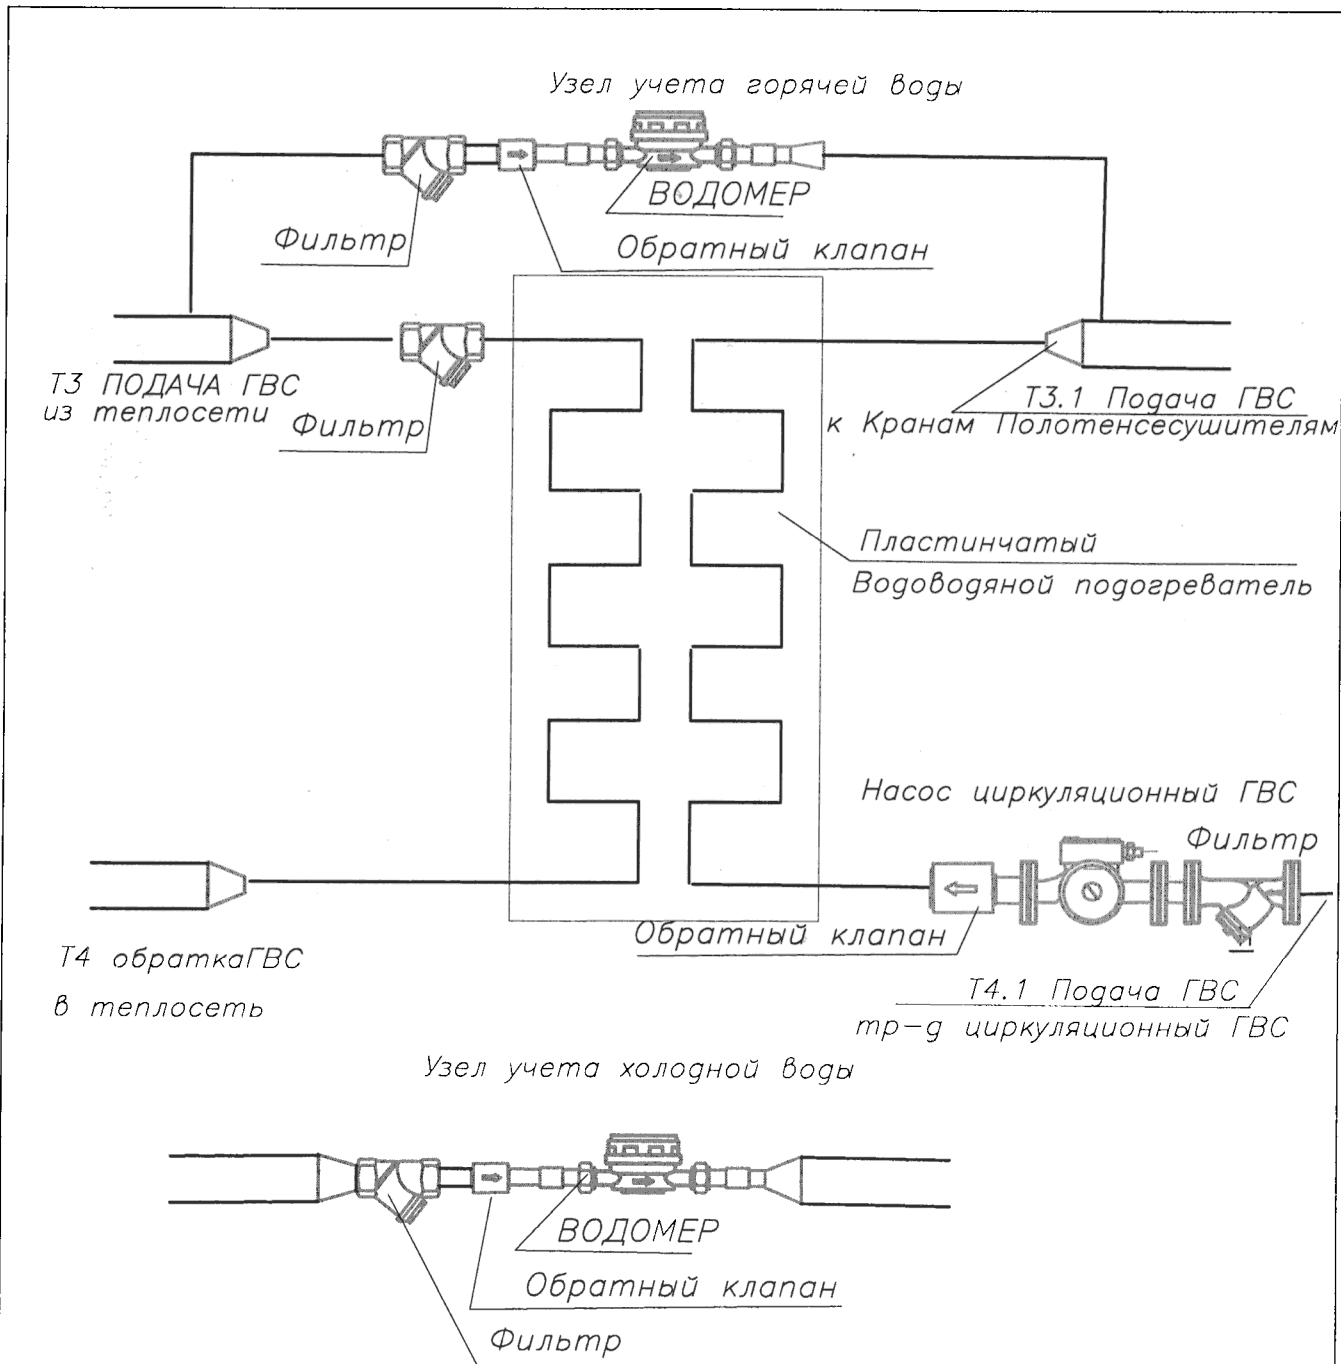 Узел учета горячей воды
ВОДОМЕР
Фильтр
Обратный клапан
Т3 ПОДАЧА ГВС
из теплосети
Фильтр
Т3.1 Подача ГВС
к Кранам Полотенсесушителям
Пластинчатый
Водоводяной подогреватель
Насос циркуляционный ГВС
Фильтр
Обратный клапан
Т4 обраткаГВС
в теплосеть
Т4.1 Подача ГВС
тр-д циркуляционный ГВС
Узел учета холодной воды
ВОДОМЕР
Обратный клапан
Фильтр